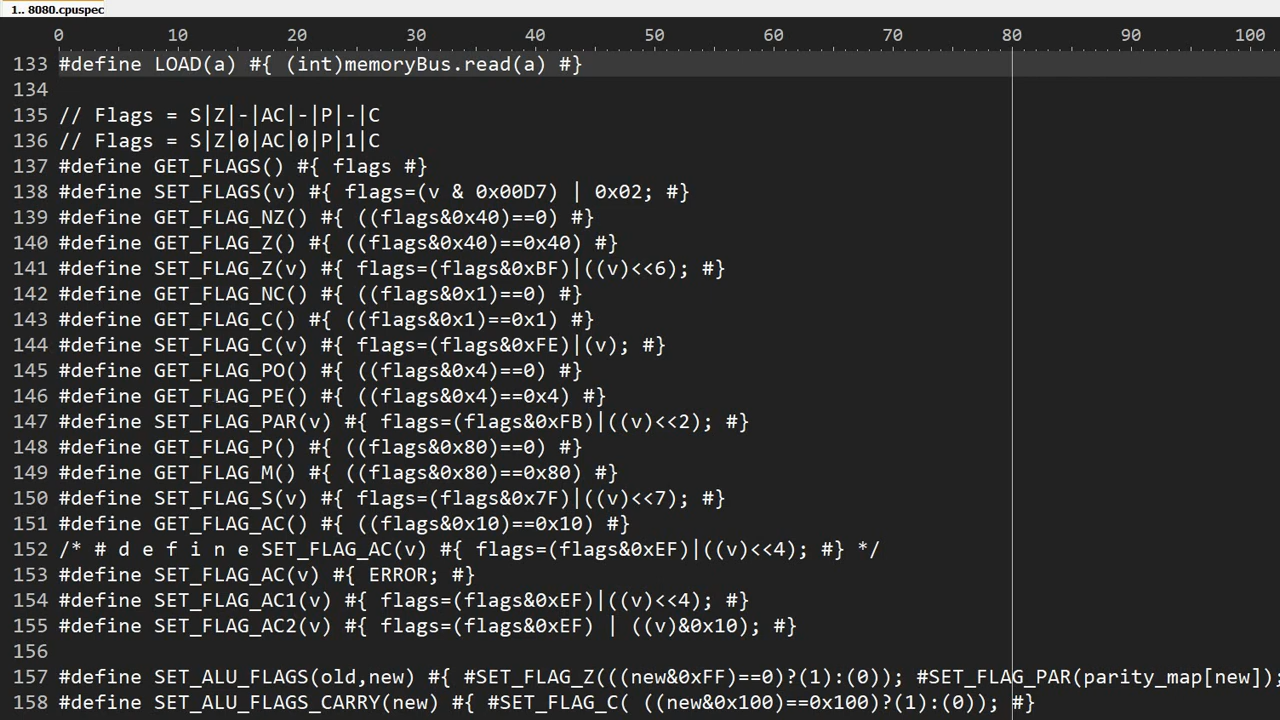 1.. 8080.cpuspec
0 10 20 30 40 50 60 70 80 90 100
133 #define LOAD(a) #{ (int)memoryBus.read(a) #}
134
135 // Flags = S|Z|-|AC|-|P|-|C
136 // Flags = S|Z|0|AC|0|P|1|C
137 #define GET_FLAGS() #{ flags #}
138 #define SET_FLAGS(v) #{ flags=(v & 0x00D7) | 0x02; #}
139 #define GET_FLAG_NZ() #{ ((flags&0x40)==0) #}
140 #define GET_FLAG_Z() #{ ((flags&0x40)==0x40) #}
141 #define SET_FLAG_Z(v) #{ flags=(flags&0xBF)|((v)<<6); #}
142 #define GET_FLAG_NC() #{ ((flags&0x1)==0) #}
143 #define GET_FLAG_C() #{ ((flags&0x1)==0x1) #}
144 #define SET_FLAG_C(v) #{ flags=(flags&0xFE)|(v); #}
145 #define GET_FLAG_PO() #{ ((flags&0x4)==0) #}
146 #define GET_FLAG_PE() #{ ((flags&0x4)==0x4) #}
147 #define SET_FLAG_PAR(v) #{ flags=(flags&0xFB)|((v)<<2); #}
148 #define GET_FLAG_P() #{ ((flags&0x80)==0) #}
149 #define GET_FLAG_M() #{ ((flags&0x80)==0x80) #}
150 #define SET_FLAG_S(v) #{ flags=(flags&0x7F)|((v)<<7); #}
151 #define GET_FLAG_AC() #{ ((flags&0x10)==0x10) #}
152 /* # d e f i n e SET_FLAG_AC(v) #{ flags=(flags&0xEF)|((v)<<4); #} */
153 #define SET_FLAG_AC(v) #{ ERROR; #}
154 #define SET_FLAG_AC1(v) #{ flags=(flags&0xEF)|((v)<<4); #}
155 #define SET_FLAG_AC2(v) #{ flags=(flags&0xEF) | ((v)&0x10); #}
156
157 #define SET_ALU_FLAGS(old,new) #{ #SET_FLAG_Z(((new&0xFF)==0)?(1):(0)); #SET_FLAG_PAR(parity_map[new]);
158 #define SET_ALU_FLAGS_CARRY(new) #{ #SET_FLAG_C( ((new&0x100)==0x100)?(1):(0)); #}